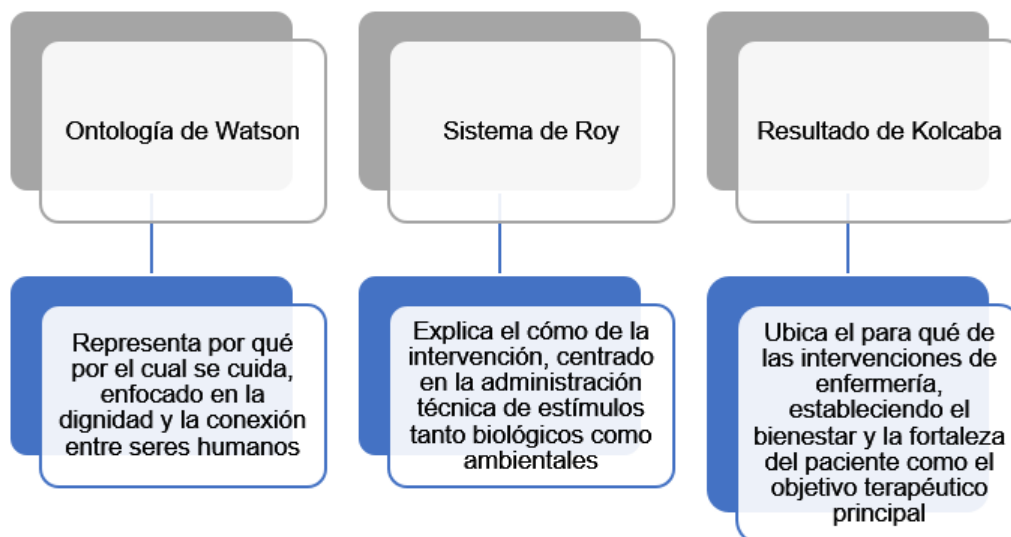 Ontología de Watson
Sistema de Roy
Resultado de Kolcaba
Representa por qué
por el cual se cuida,
enfocado en la
dignidad y la conexión
entre seres humanos
Explica el cómo de la
intervención, centrado
en la administración
técnica de estímulos
tanto biológicos como
ambientales
Ubica el para qué de
las intervenciones de
enfermería,
estableciendo el
bienestar y la fortaleza
del paciente como el
objetivo terapéutico
principal